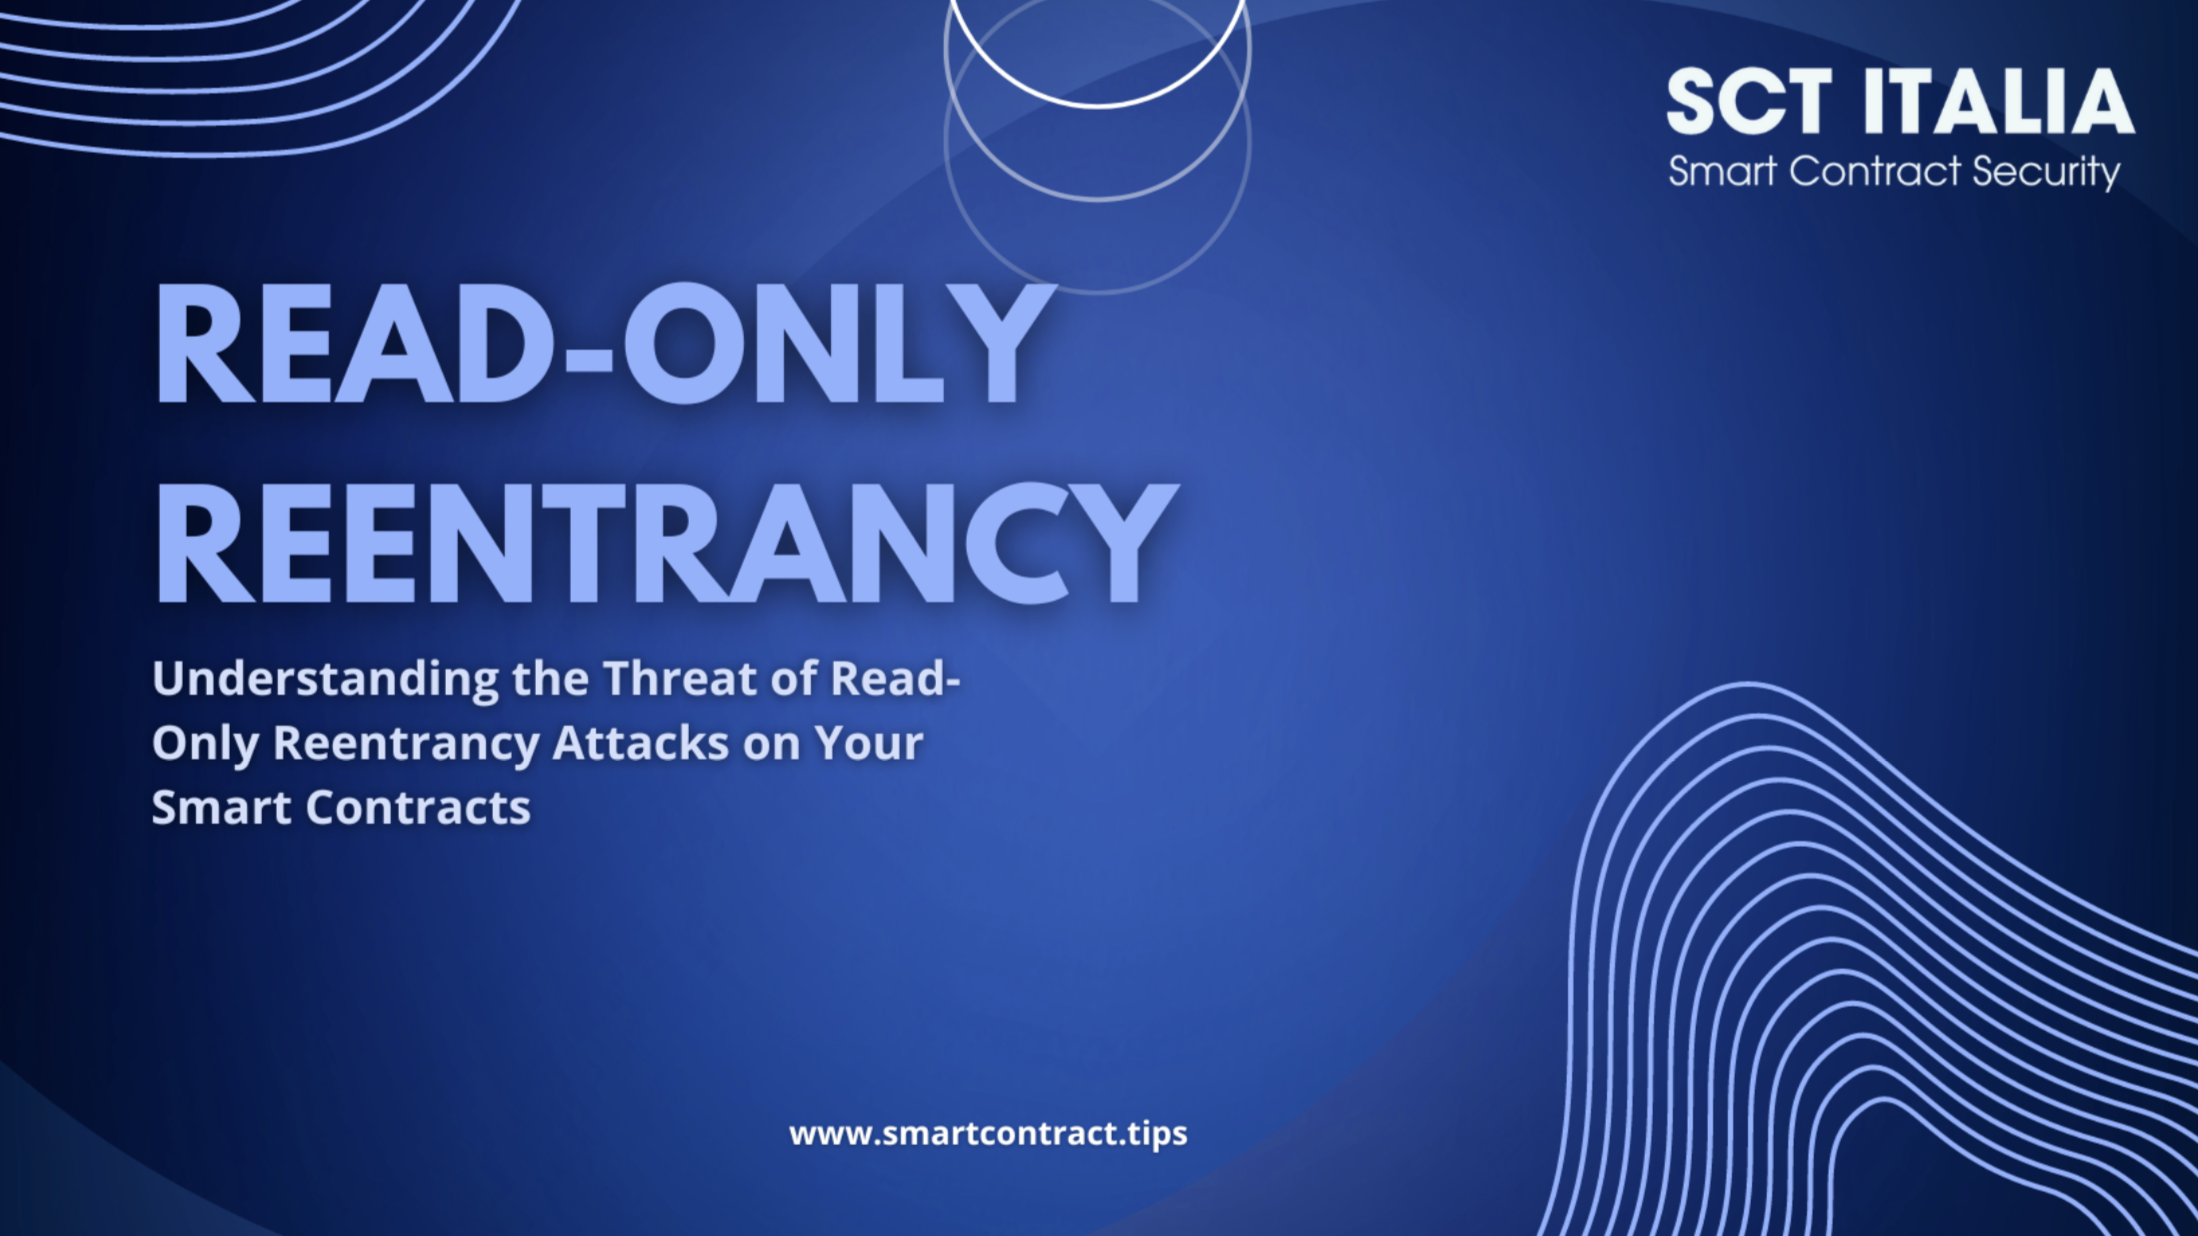 SCT ITALIA
Smart Contract Security
READ-ONLY
REENTRANCY
Understanding the Threat of Read-
Only Reentrancy Attacks on Your
Smart Contracts
www.smartcontract.tips